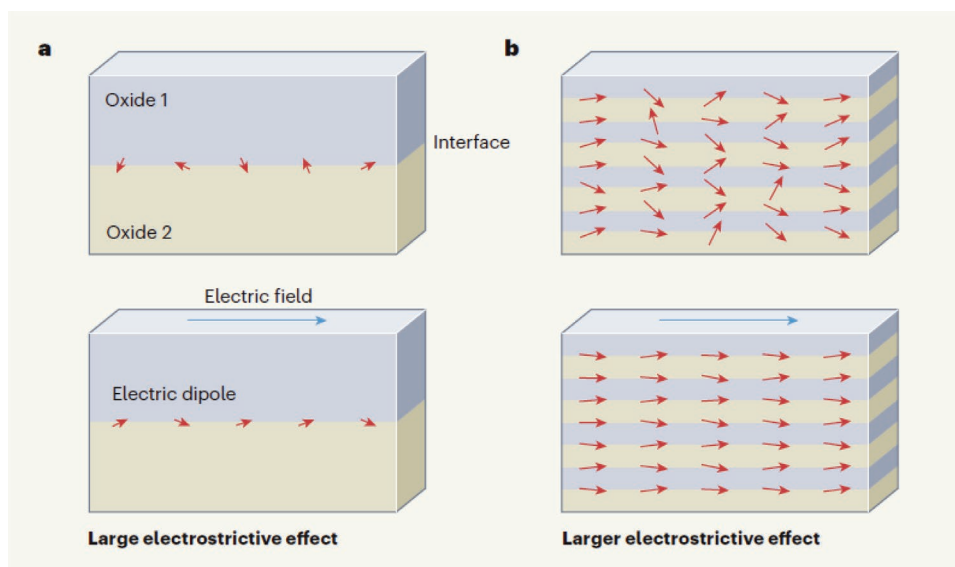 a
Oxide 1
Oxide 2
Interface
b
Electric field
Electric dipole
Large electrostrictive effect
Larger electrostrictive effect